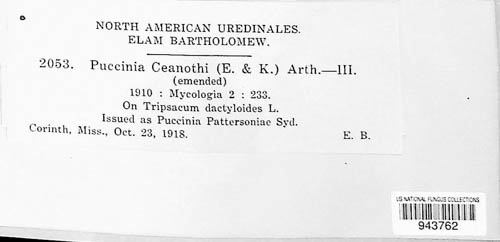 NORTH AMERICAN UREDINALES.
ELAM BARTHOLOMEW.
2053. Puccinia Ceanothi (E. & K.) Arth.—III.
(emended)
1910 : Mycologia 2 : 233.
On Tripsacum dactyloides L.
Issued as Puccinia Pattersoniae Syd.
Corinth, Miss., Oct. 23, 1918. E. B.
US NATIONAL FUNGUS COLLECTIONS
943762